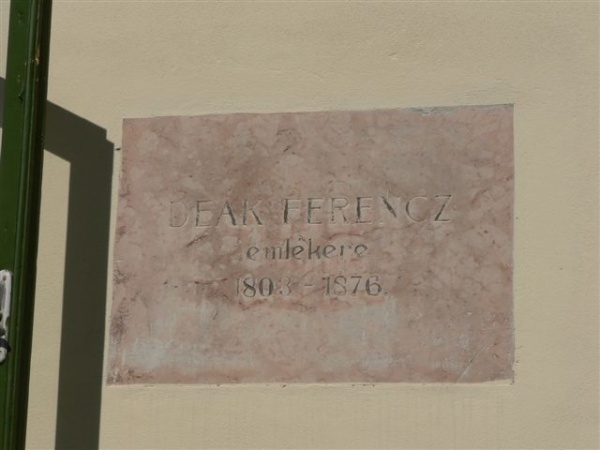 DEAK FERENCZ
emlékere
1803-1876.